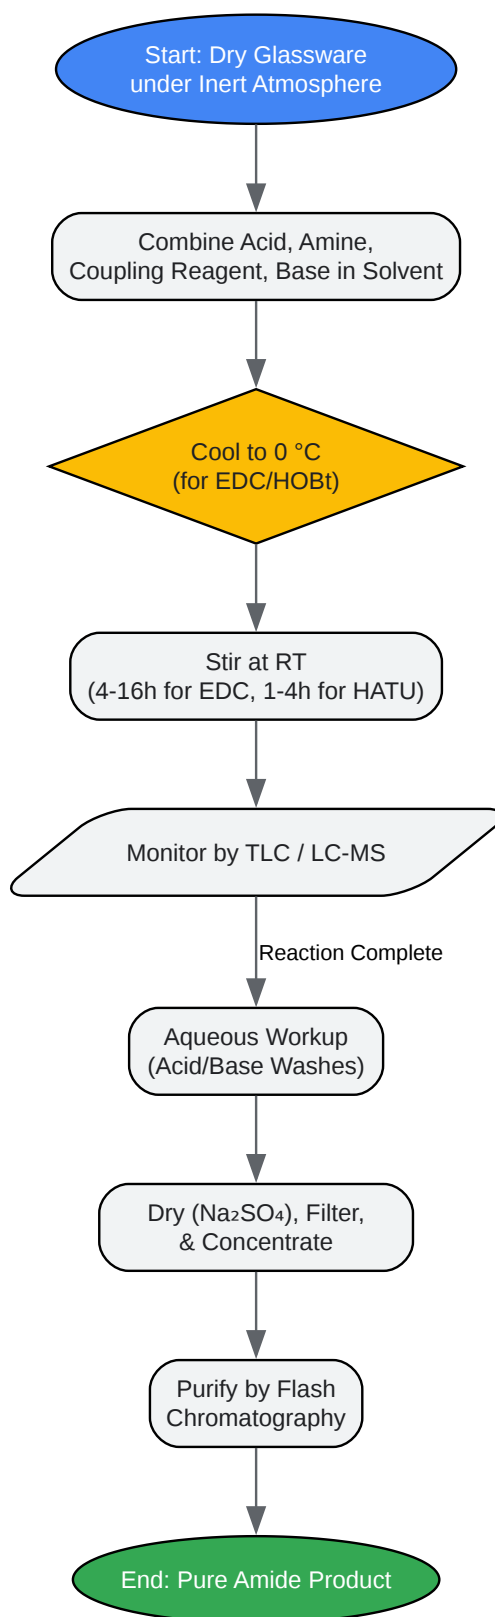 Start: Dry Glassware
under Inert Atmosphere
Combine Acid, Amine,
Coupling Reagent, Base in Solvent
Cool to 0 °C
(for EDC/HOBt)
Stir at RT
(4-16h for EDC, 1-4h for HATU)
Monitor by TLC / LC-MS
Reaction Complete
Aqueous Workup
(Acid/Base Washes)
Dry (Na₂SO₄), Filter,
& Concentrate
Purify by Flash
Chromatography
End: Pure Amide Product